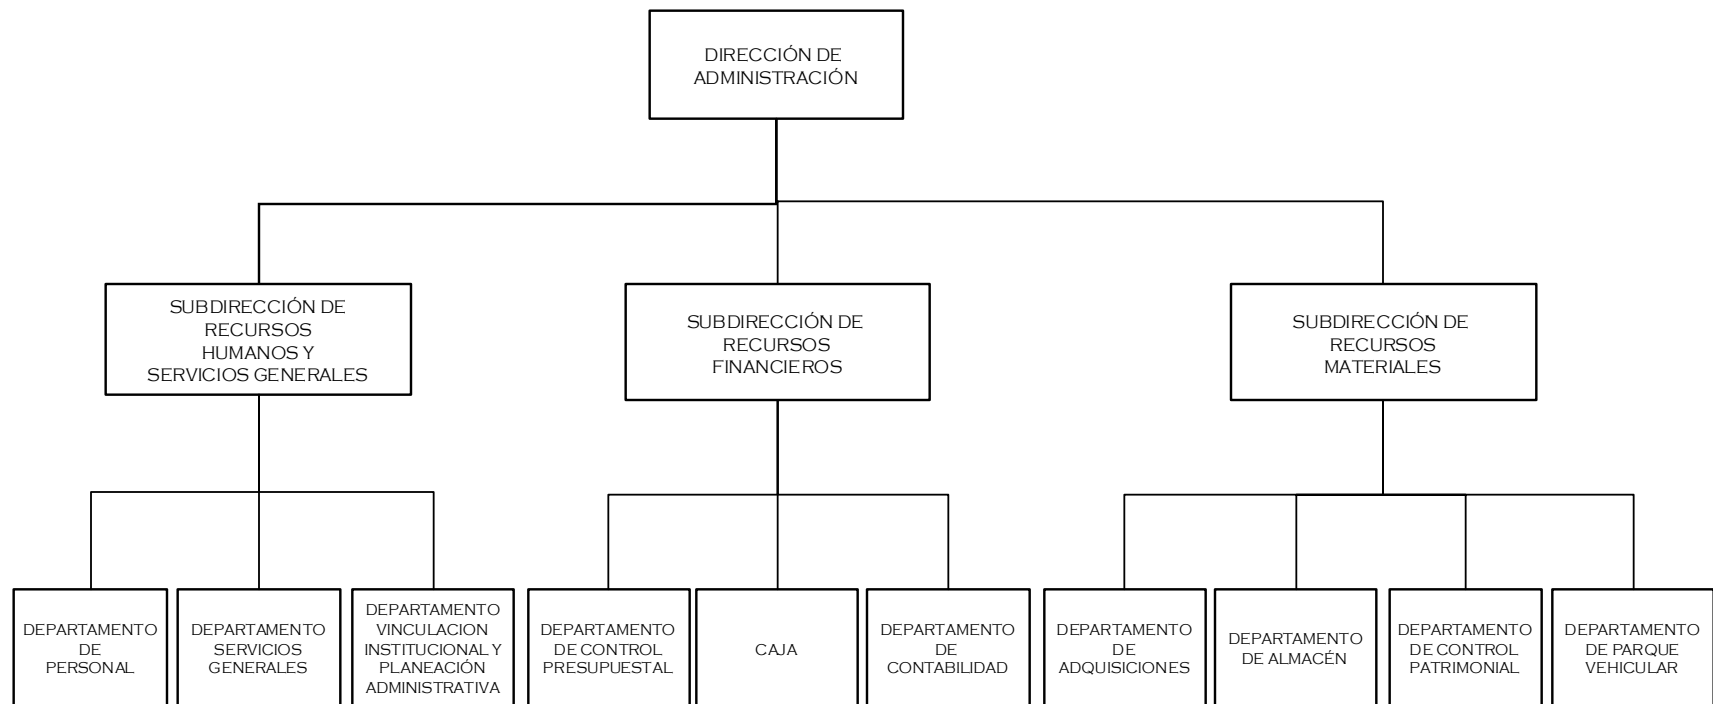 DIRECCIÓN DE
ADMINISTRACIÓN
SUBDIRECCIÓN DE
RECURSOS
HUMANOS Y
SERVICIOS GENERALES
SUBDIRECCIÓN DE
RECURSOS
FINANCIEROS
SUBDIRECCIÓN DE
RECURSOS
MATERIALES
DEPARTAMENTO
DE
PERSONAL
DEPARTAMENTO
SERVICIOS
GENERALES
DEPARTAMENTO
VINCULACION
INSTITUCIONAL Y
PLANEACIÓN
ADMINISTRATIVA
DEPARTAMENTO
DE CONTROL
PRESUPUESTAL
CAJA
DEPARTAMENTO
DE
CONTABILIDAD
DEPARTAMENTO
DE
ADQUISICIONES
DEPARTAMENTO
DE ALMACÉN
DEPARTAMENTO
DE CONTROL
PATRIMONIAL
DEPARTAMENTO
DE PARQUE
VEHICULAR